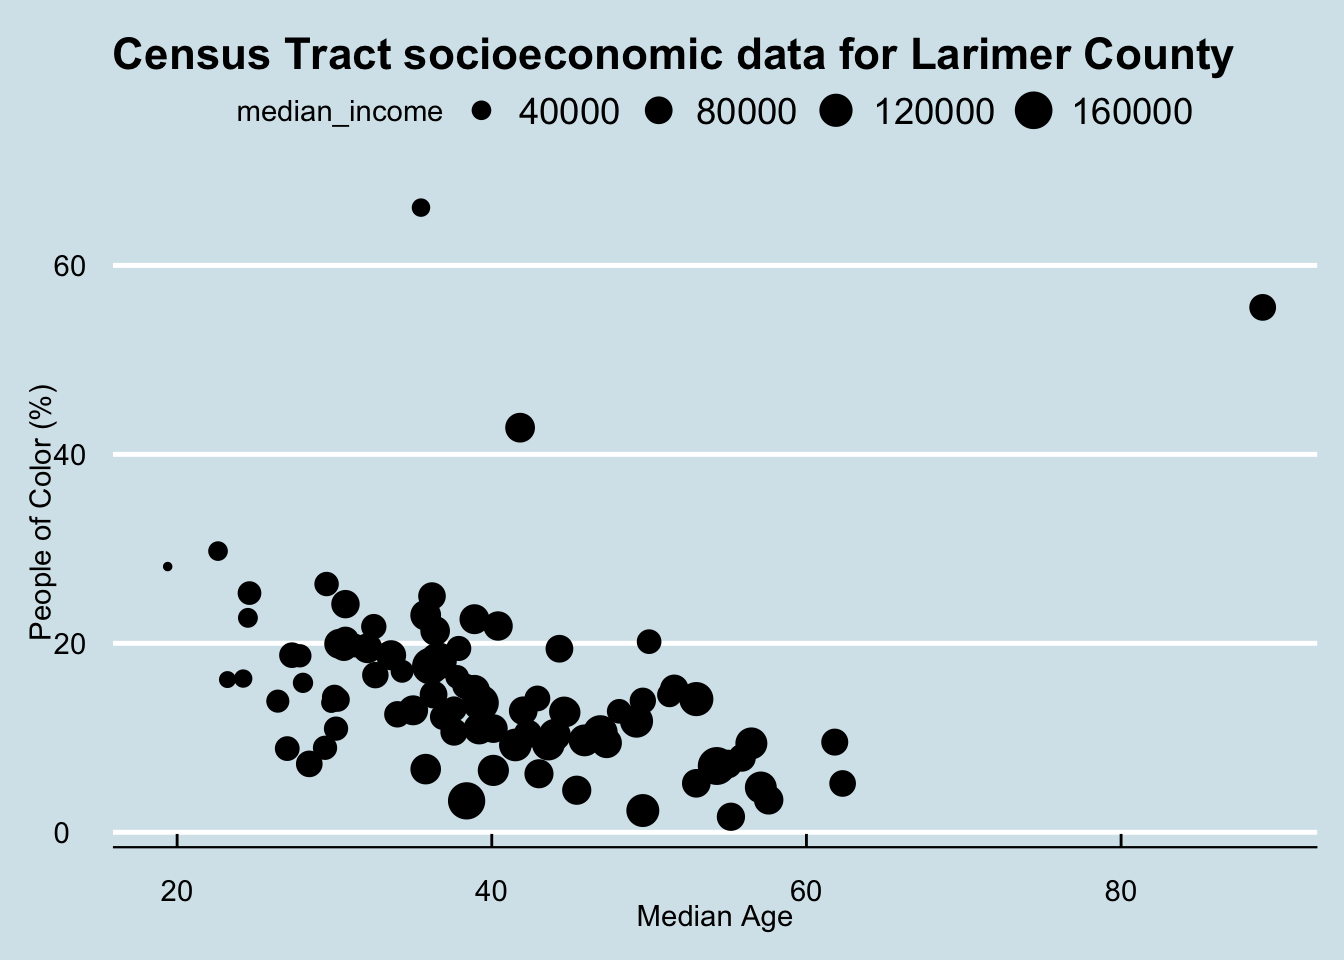 Census Tract socioeconomic data for Larimer County
median_income 40000 80000 120000 160000
People of Color (%)
60
40
20
0
20 40 60 80
Median Age